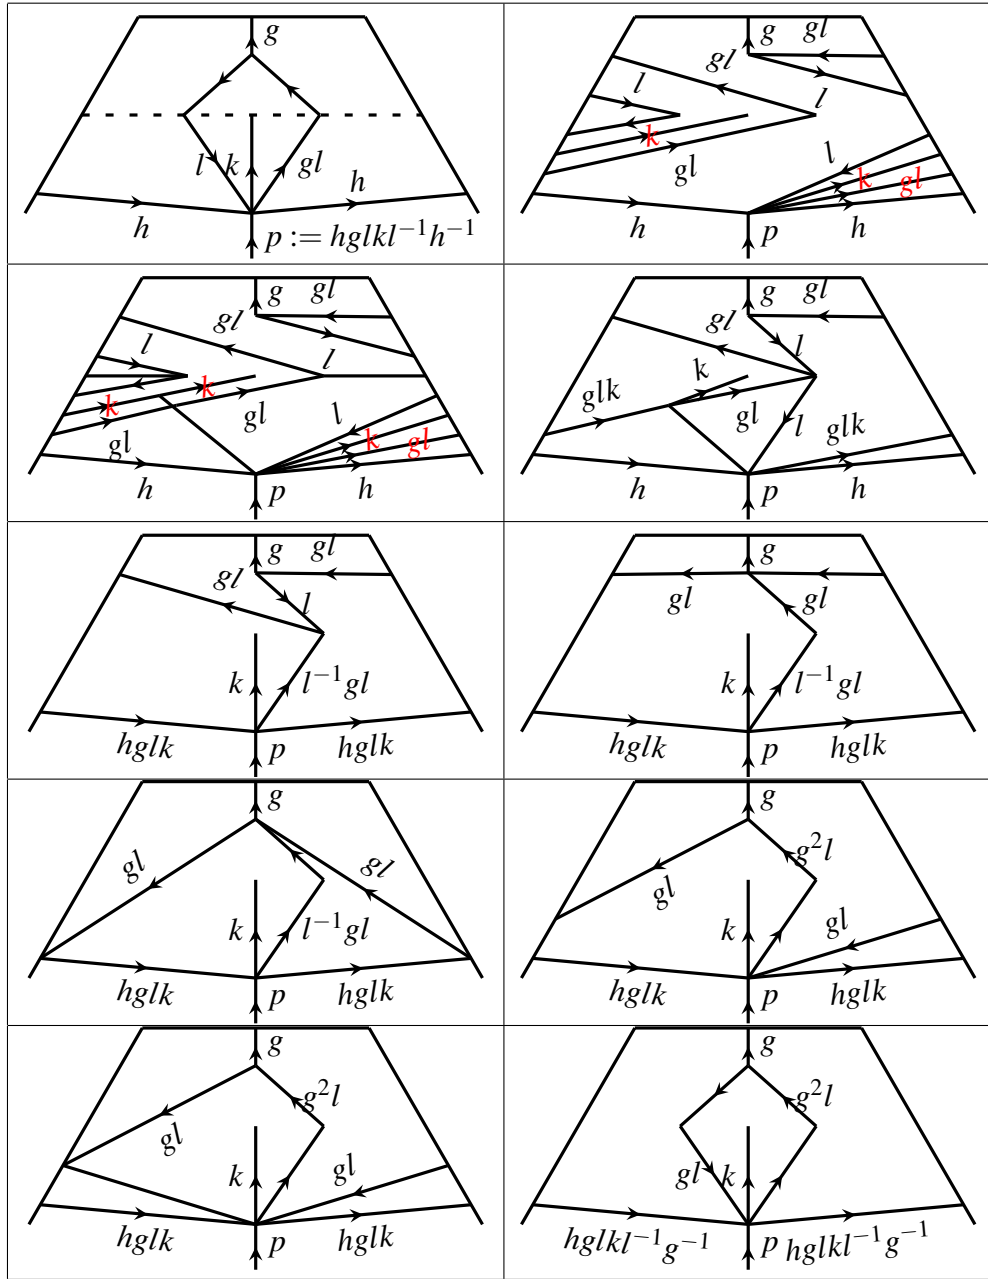 g
l k gl h
h
p := hglkl⁻¹h⁻¹
g gl
gl
l l
k
gl l
k gl
h p h
g gl
gl
l l
k k
gl gl l
k gl
h p h
g gl
gl l
glk k
gl l glk
h p h
g gl
gl l
k l⁻¹gl
hglk p hglk
g
gl gl
k l⁻¹gl
hglk p hglk
g
gl gl
k l⁻¹gl
hglk p hglk
g
g²l
gl
k gl
hglk p hglk
g
g²l
gl
k gl
hglk p hglk
g
g²l
gl k
hglkl⁻¹g⁻¹ p hglkl⁻¹g⁻¹